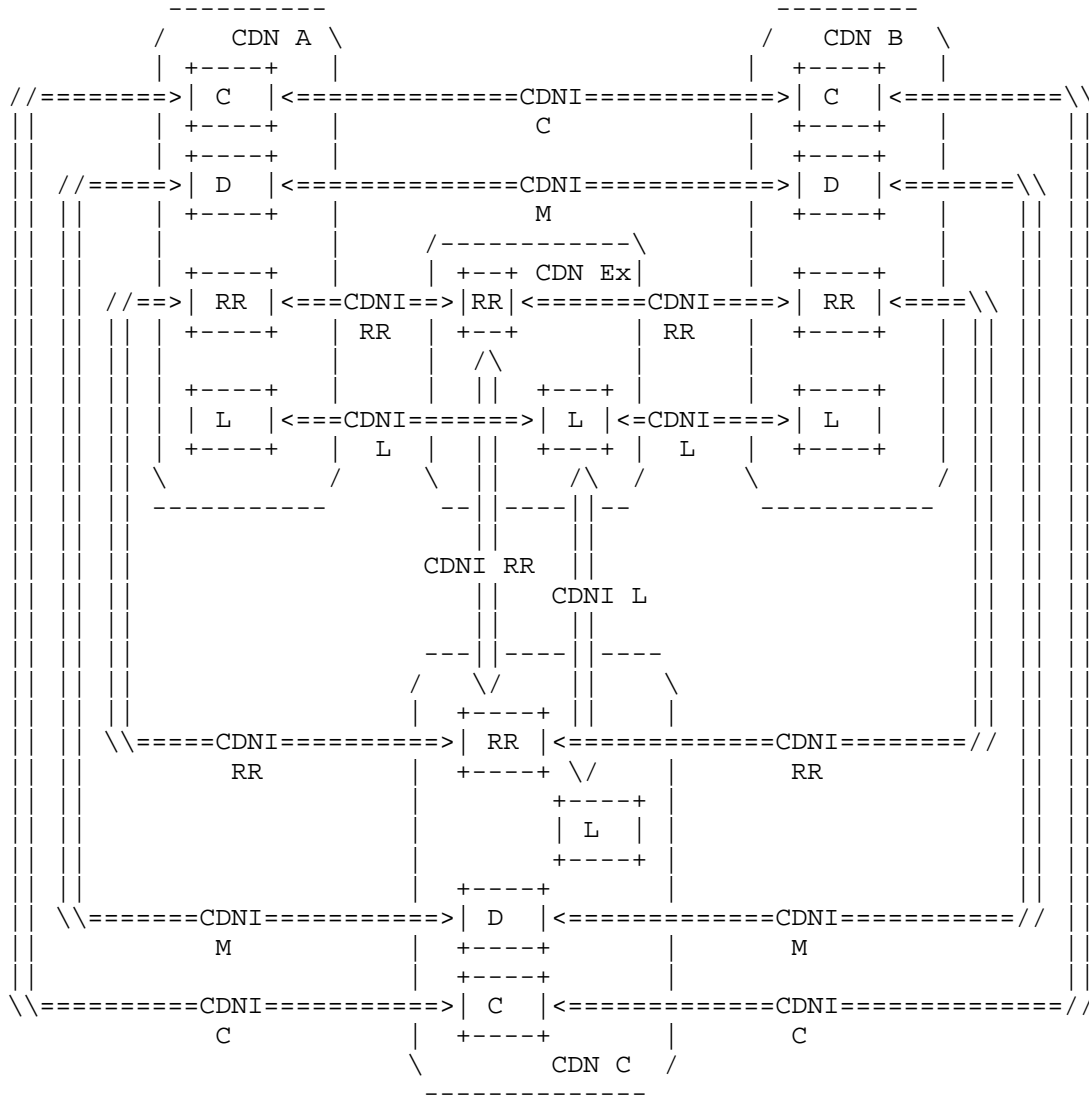 CDN A CDN B
C CDNI C
C
D CDNI D
M
CDN Ex
RR CDNI RR CDNI RR
RR RR
L CDNI L CDNI L
L L
CDNI RR
CDNI L
CDNI RR CDNI
RR RR
L
CDNI D CDNI
M M
CDNI C CDNI
C C
CDN C